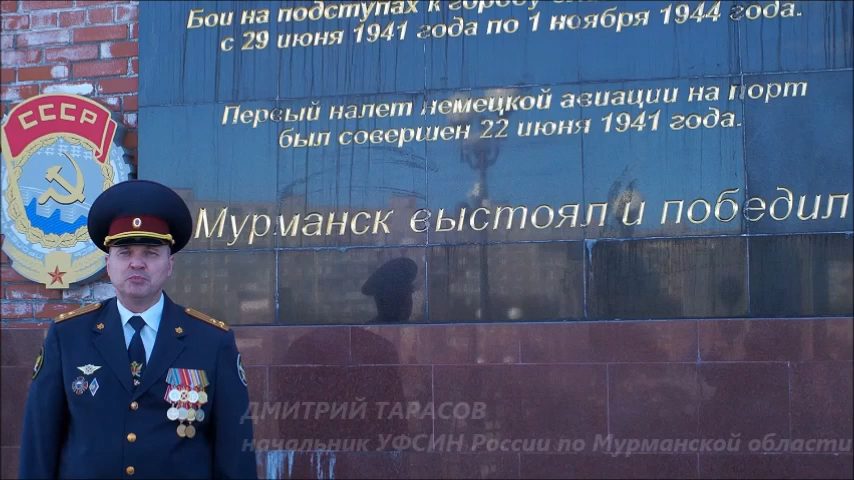 Бои на подступах к городу
с 29 июня 1941 года по 1 ноября 1944 года.
Первый налет немецкой авиации на порт
был совершен 22 июня 1941 года.
Мурманск выстоял и победил
СССР
ДМИТРИЙ ТАРАСОВ
начальник УФСИН России по Мурманской области